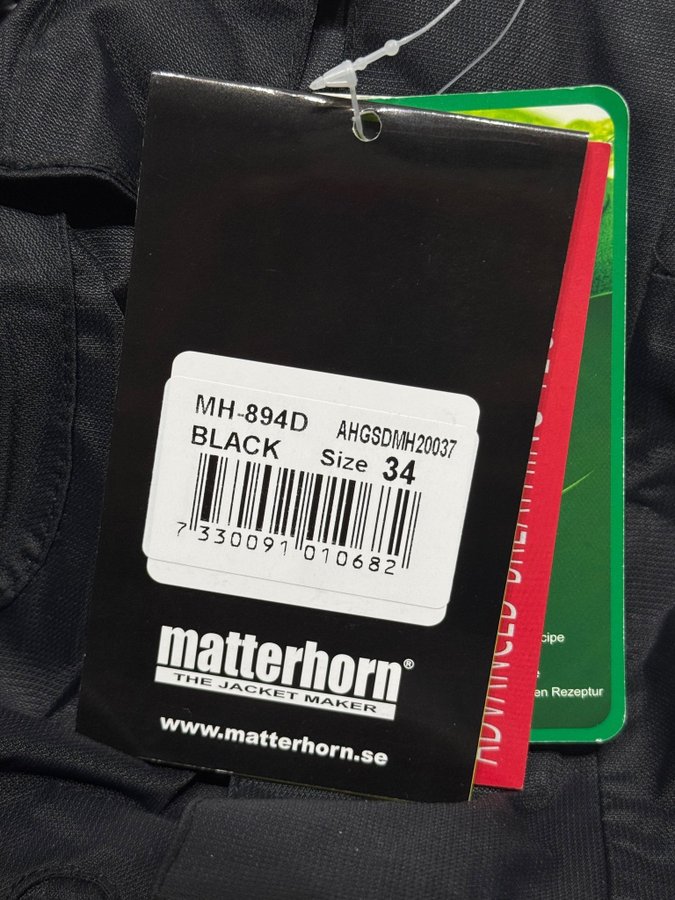 MH-894D AHGSDMH20037
BLACK Size 34
7 330091 010682
matterhorn®
THE JACKET MAKER
www.matterhorn.se
ADVANCED
cipe
en Rezeptur